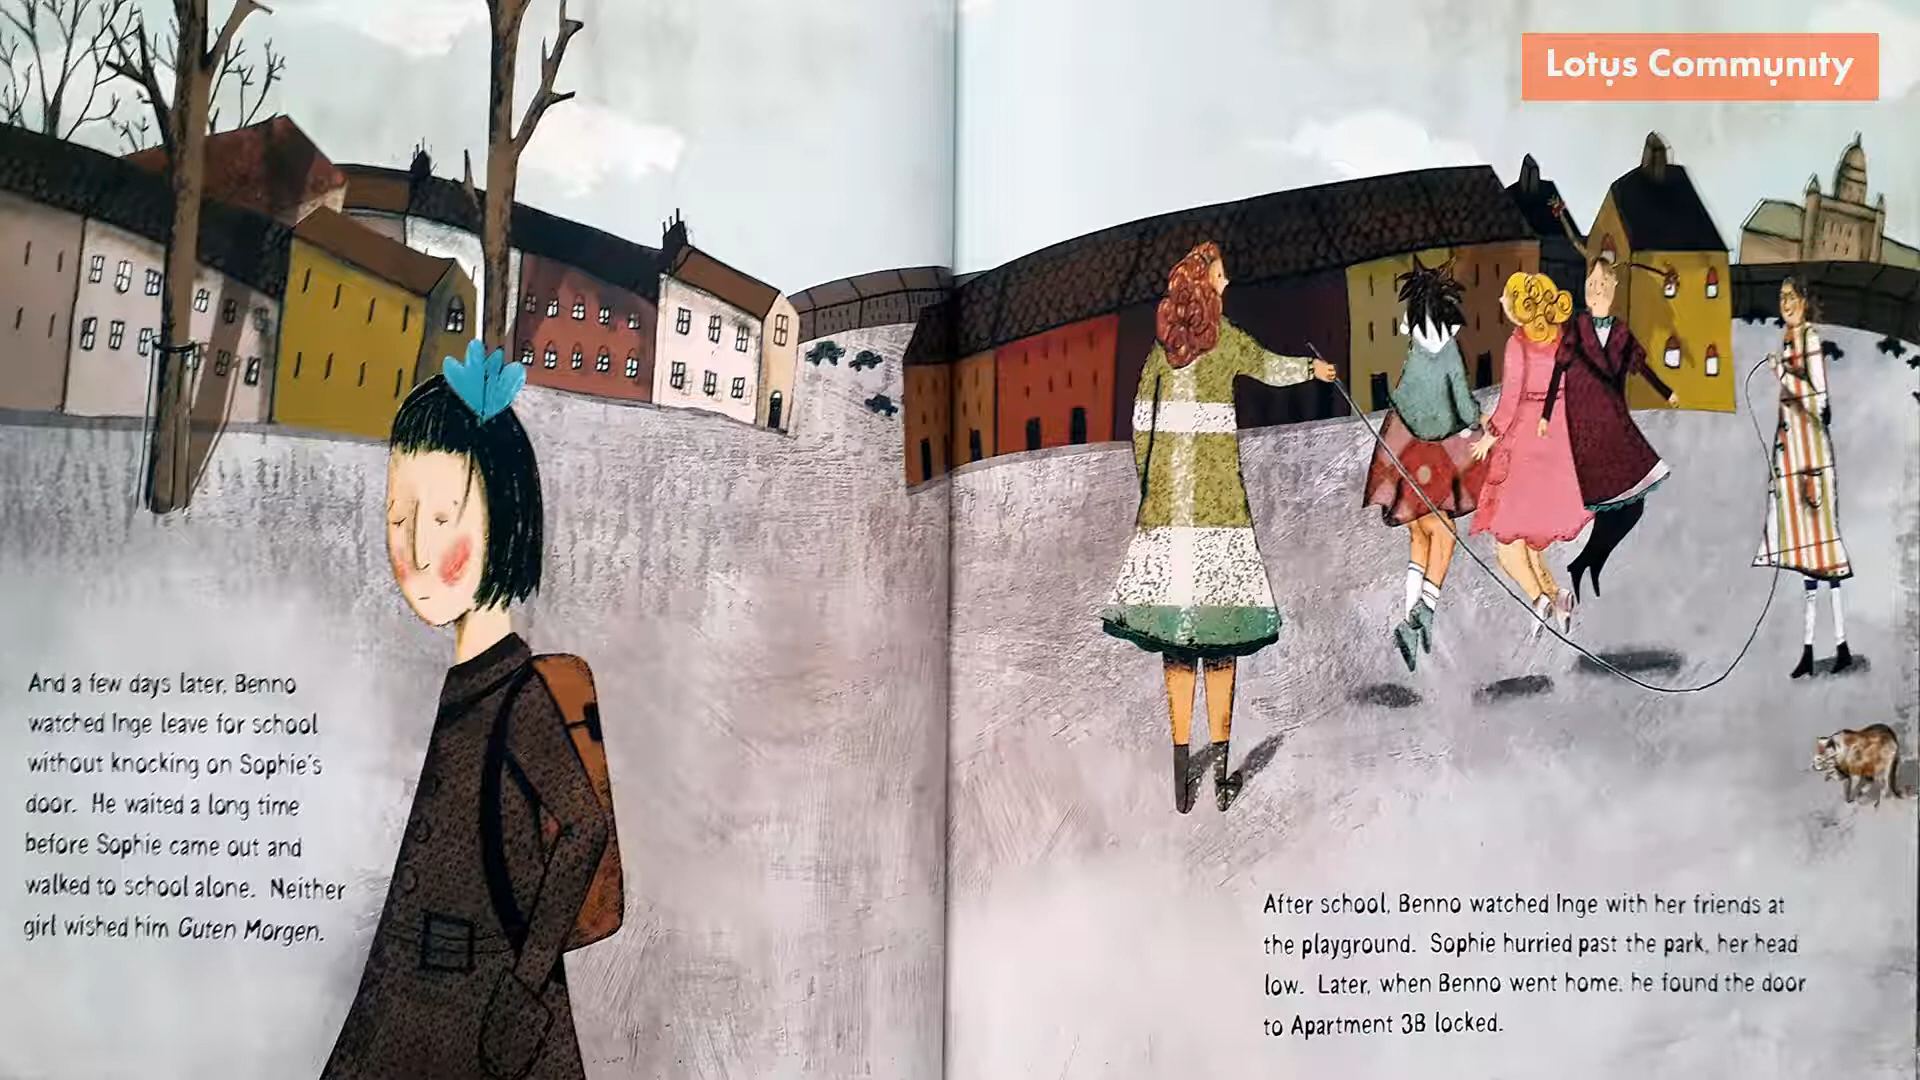 Lotus Community
And a few days later, Benno
watched Inge leave for school
without knocking on Sophie's
door. He waited a long time
before Sophie came out and
walked to school alone. Neither
girl wished him Guten Morgen.
After school, Benno watched Inge with her friends at
the playground. Sophie hurried past the park, her head
low. Later, when Benno went home, he found the door
to Apartment 3B locked.